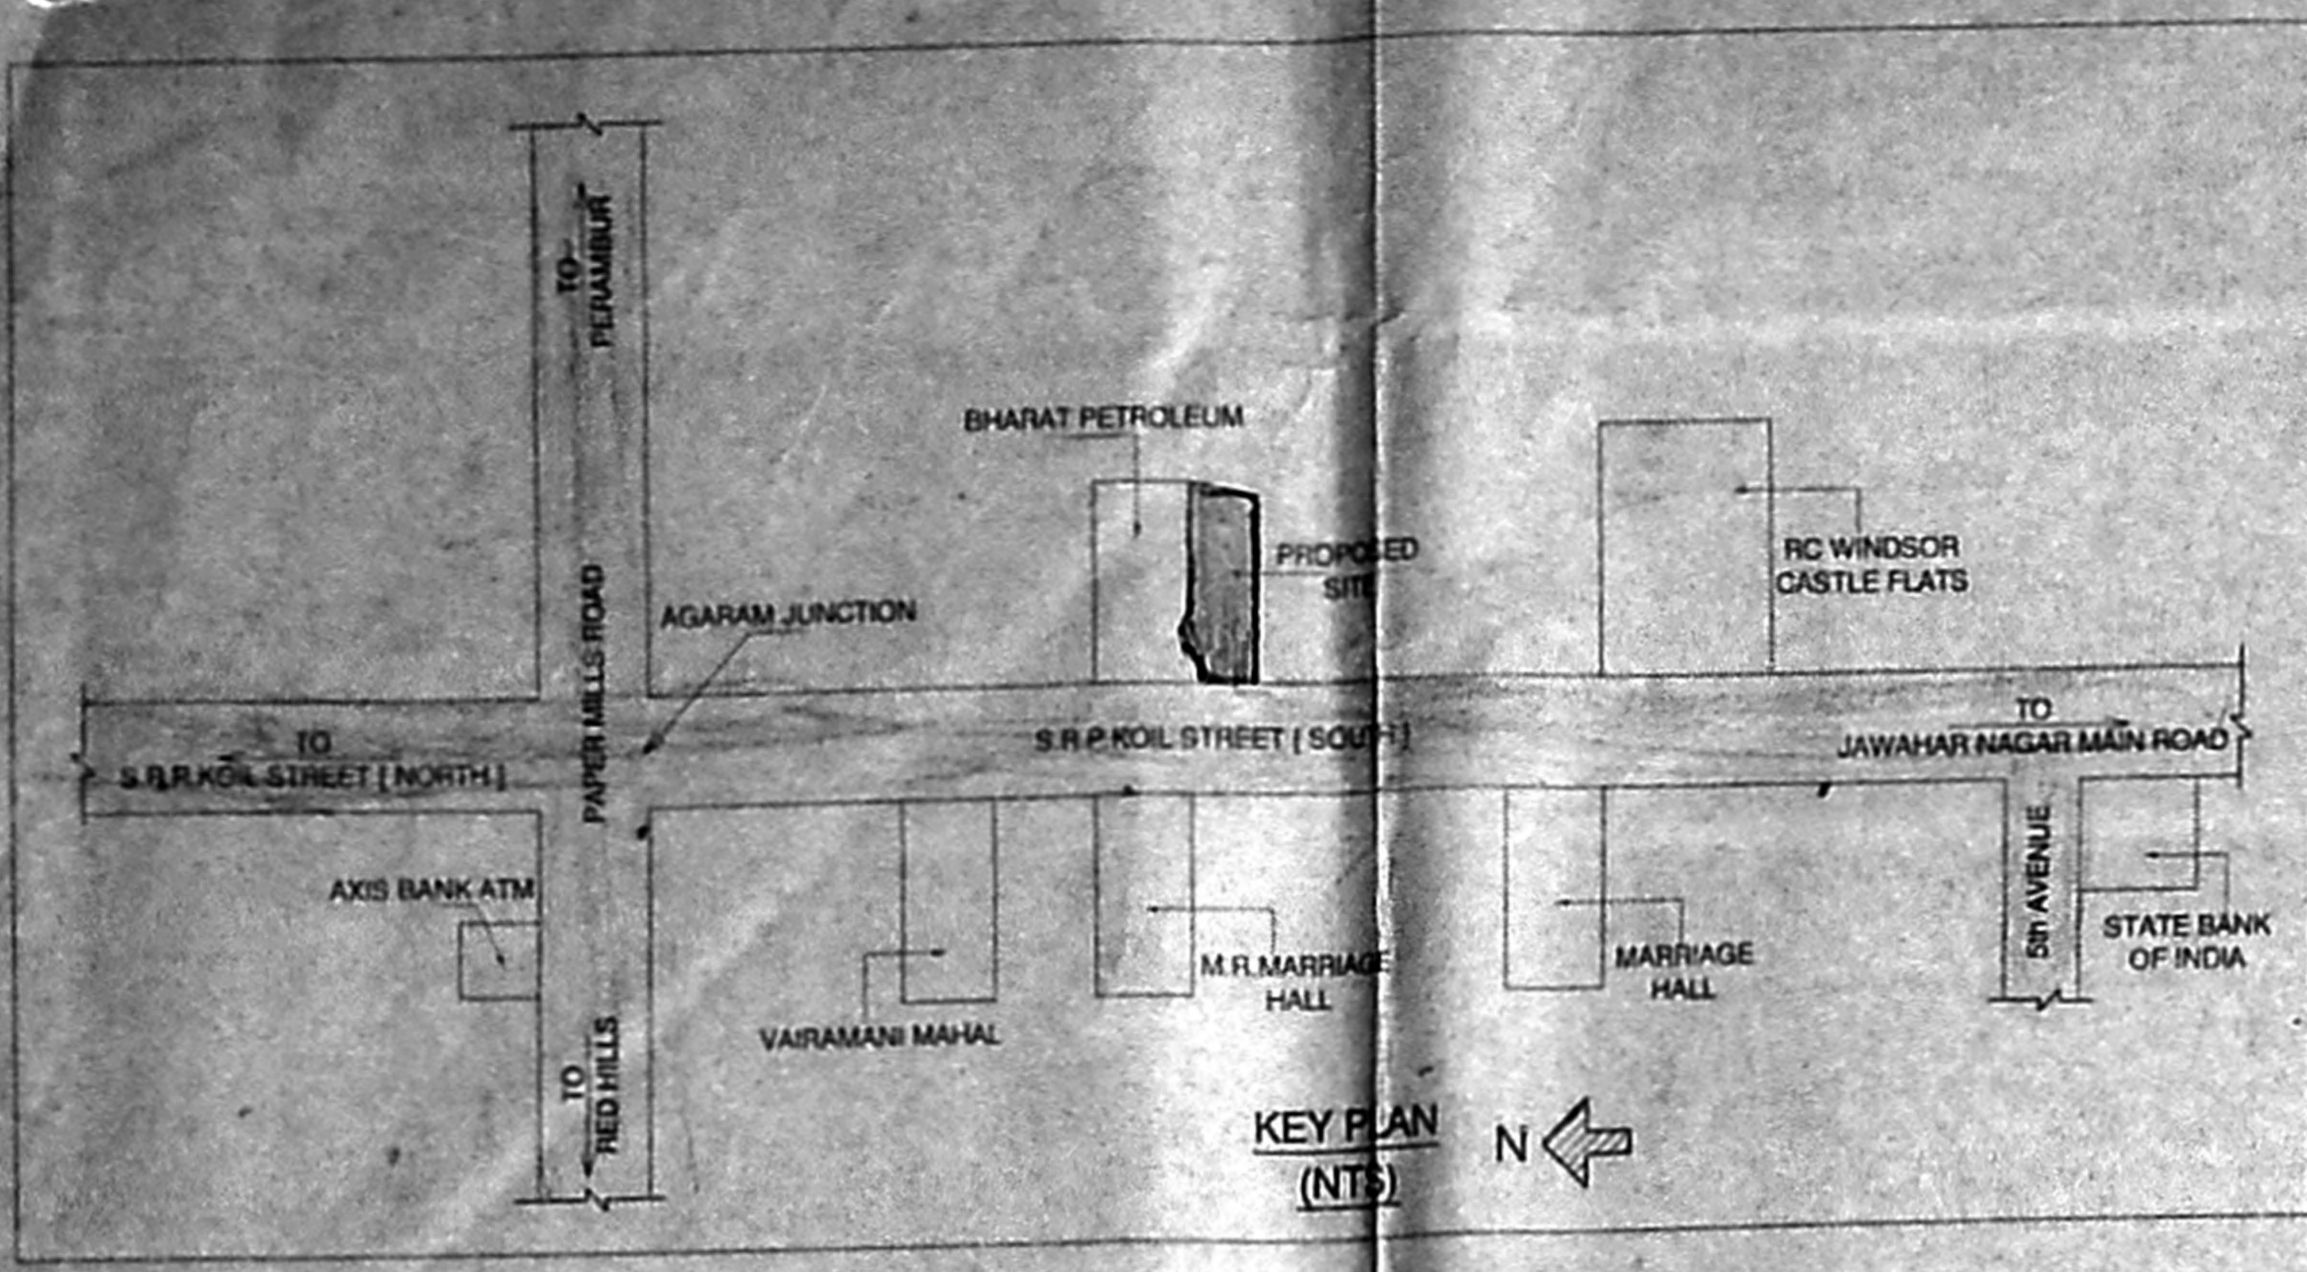 TO
PERAMBUR
BHARAT PETROLEUM
PROPOSED
SITE
RC WINDSOR
CASTLE FLATS
AGARAM JUNCTION
PAPER MILLS ROAD
TO
S.R.P. KOIL STREET [ NORTH ]
S.R.P. KOIL STREET [ SOUTH ]
TO
JAWAHAR NAGAR MAIN ROAD
AXIS BANK ATM
VAIRAMANI MAHAL
M.R. MARRIAGE
HALL
MARRIAGE
HALL
5th AVENUE
STATE BANK
OF INDIA
TO
RED HILLS
KEY PLAN
(NTS)
N